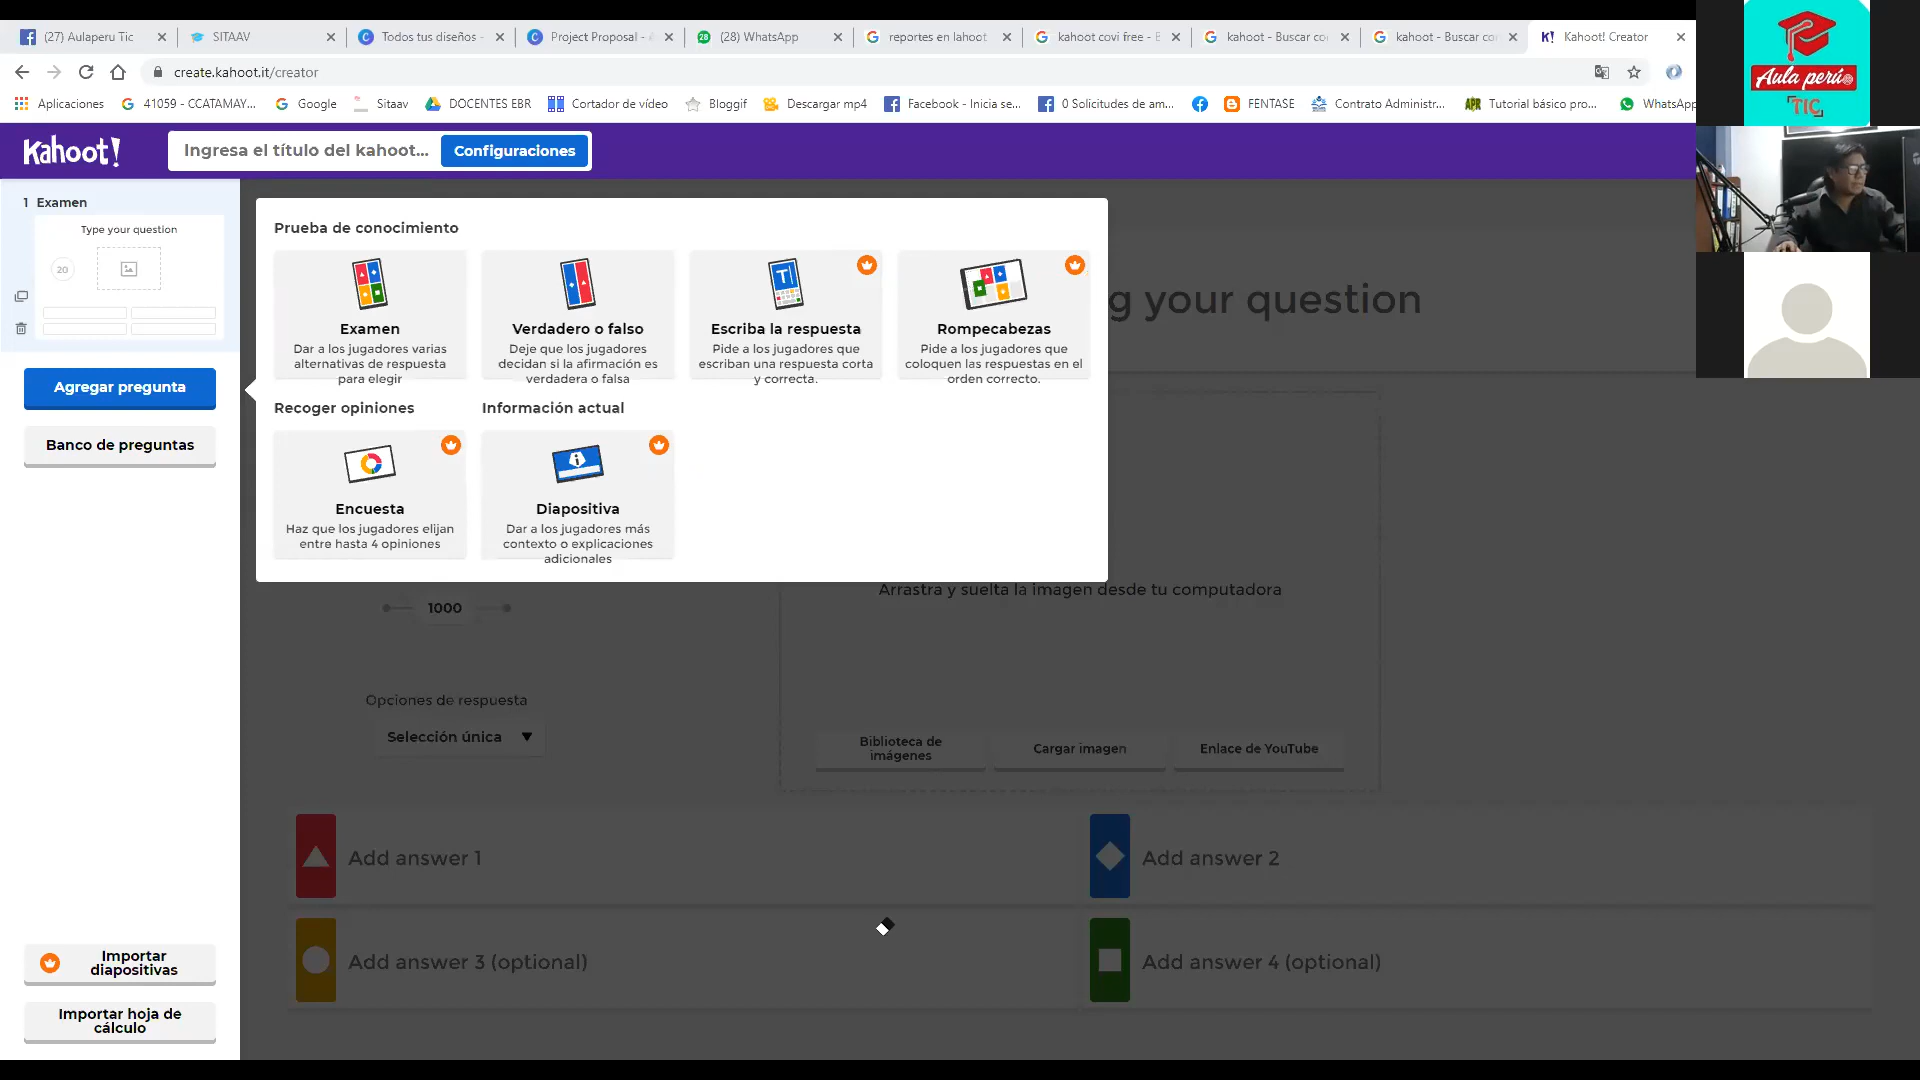 (27) Aulaperu Tic
SITAAV
Todos tus diseños -
Project Proposal -
(28) WhatsApp
reportes en lahoot
kahoot covi free - B
kahoot - Buscar co
kahoot - Buscar con
Kahoot! Creator
create.kahoot.it/creator
Aplicaciones
41059 - CCATAMAY...
Google
Sitaav
DOCENTES EBR
Cortador de vídeo
Bloggif
Descargar mp4
Facebook - Inicia se...
0 Solicitudes de am...
FENTASE
Contrato Administr...
Tutorial básico pro...
WhatsApp
Aula perú
TIC
Kahoot!
Ingresa el título del kahoot...
Configuraciones
1 Examen
Type your question
20
Agregar pregunta
Banco de preguntas
Importar
diapositivas
Importar hoja de
cálculo
Prueba de conocimiento
Examen
Dar a los jugadores varias
alternativas de respuesta
para elegir
Verdadero o falso
Deje que los jugadores
decidan si la afirmación es
verdadera o falsa
Escriba la respuesta
Pide a los jugadores que
escriban una respuesta corta
y correcta.
Rompecabezas
Pide a los jugadores que
coloquen las respuestas en el
orden correcto.
Recoger opiniones
Información actual
Encuesta
Haz que los jugadores elijan
entre hasta 4 opiniones
Diapositiva
Dar a los jugadores más
contexto o explicaciones
adicionales
g your question
1000
Opciones de respuesta
Selección única
Arrastra y suelta la imagen desde tu computadora
Biblioteca de
imágenes
Cargar imagen
Enlace de YouTube
Add answer 1
Add answer 2
Add answer 3 (optional)
Add answer 4 (optional)